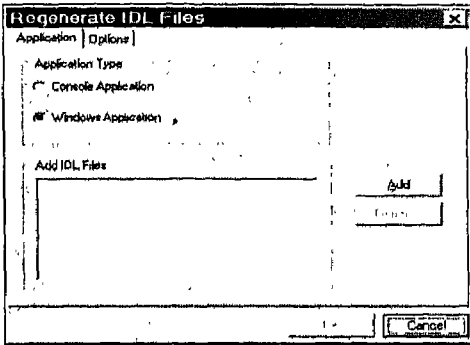 Regenerate IDL Files
Application Options
Application Type
Console Application
Windows Application
Add IDL Files
Add
Cancel